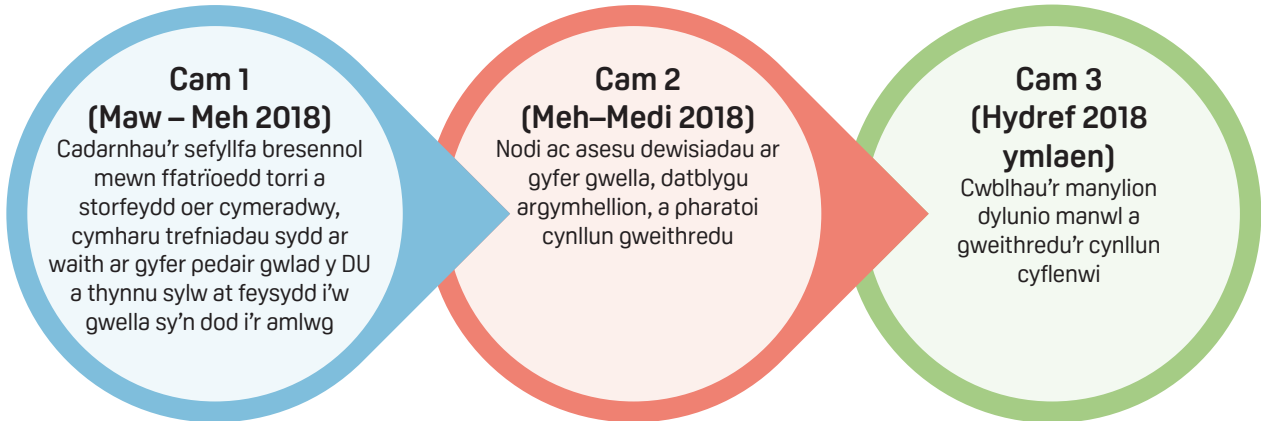 Cam 1
(Maw – Meh 2018)
Cadarnhau'r sefyllfa bresennol
mewn ffatrïoedd torri a
storfeydd oer cymeradwy,
cymharu trefniadau sydd ar
waith ar gyfer pedair gwlad y DU
a thynnu sylw at feysydd i'w
gwella sy'n dod i'r amlwg
Cam 2
(Meh–Medi 2018)
Nodi ac asesu dewisiadau ar
gyfer gwella, datblygu
argymhellion, a pharatoi
cynllun gweithredu
Cam 3
(Hydref 2018
ymlaen)
Cwblhau'r manylion
dylunio manwl a
gweithredu'r cynllun
cyflenwi